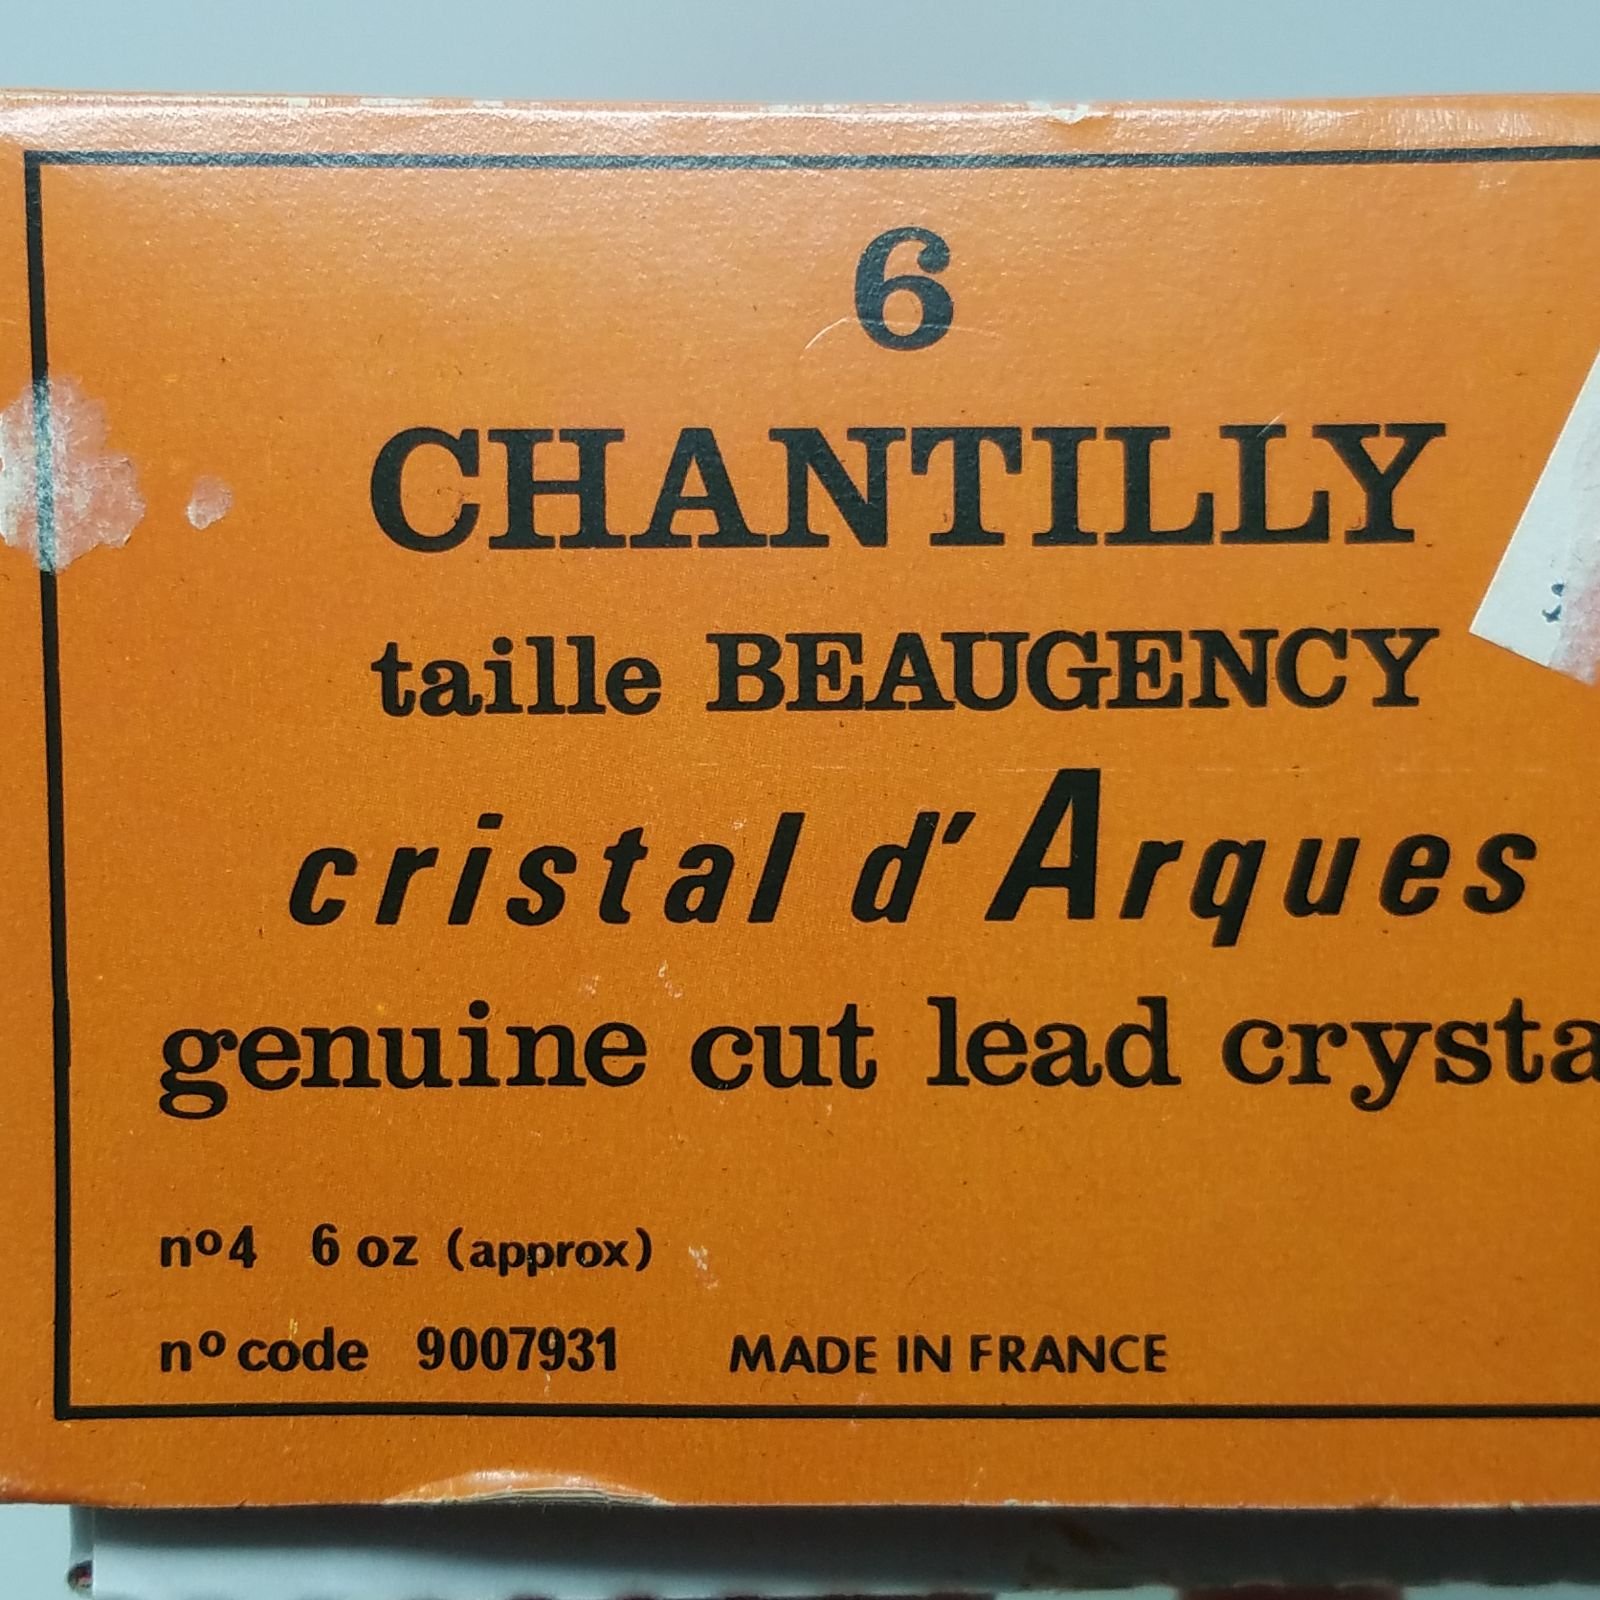 6
CHANTILLY
taille BEAUGENCY
cristal d'Arques
genuine cut lead crysta
nº4 6 oz (approx)
nº code 9007931 MADE IN FRANCE